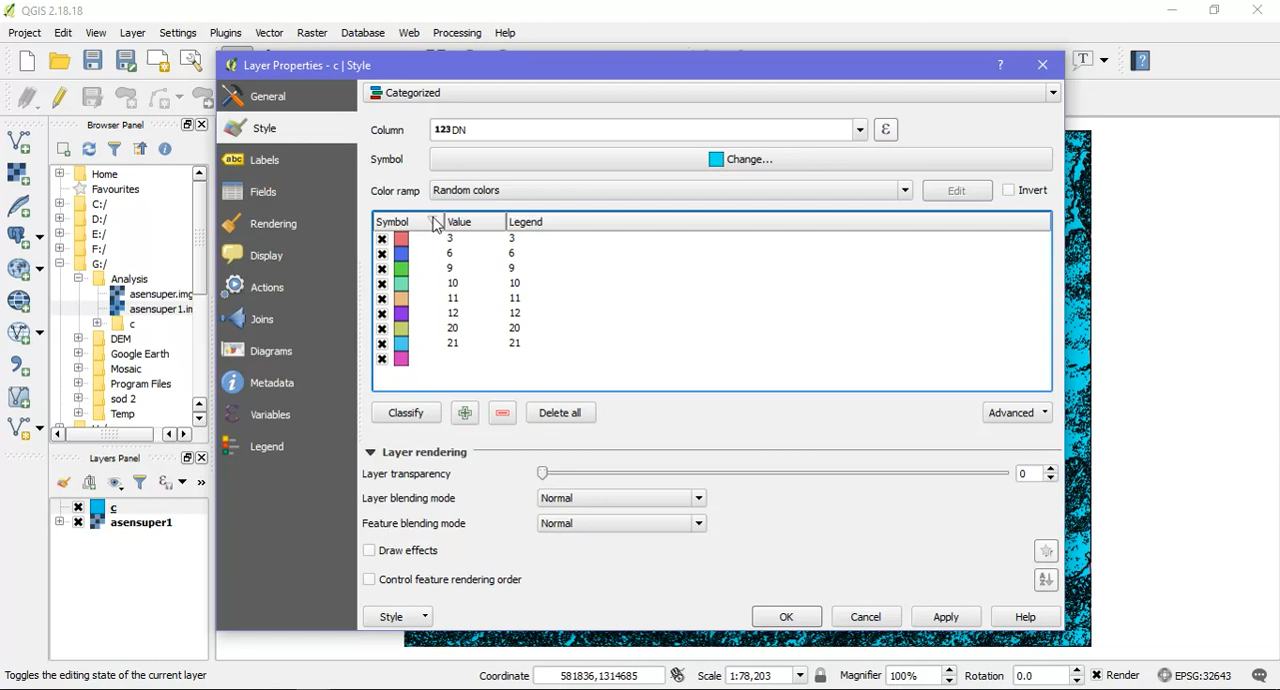 QGIS 2.18.18
Project Edit View Layer Settings Plugins Vector Raster Database Web Processing Help
Layer Properties - c | Style
General
Style
Labels
Fields
Rendering
Display
Actions
Joins
Diagrams
Metadata
Variables
Legend
Categorized
Column 123 DN ε
Symbol Change...
Color ramp Random colors Edit Invert
Symbol Value Legend
3 3
6 6
9 9
10 10
11 11
12 12
20 20
21 21
Classify Delete all Advanced
Layer rendering
Layer transparency 0
Layer blending mode Normal
Feature blending mode Normal
Draw effects
Control feature rendering order
Style OK Cancel Apply Help
Browser Panel
Home
Favourites
C:/
D:/
E:/
F:/
G:/
Analysis
asensuper.img
asensuper1.in
c
DEM
Google Earth
Mosaic
Program Files
sod 2
Temp
Layers Panel
c
asensuper1
Toggles the editing state of the current layer Coordinate 581836,1314685 Scale 1:78,203 Magnifier 100% Rotation 0.0 Render EPSG:32643